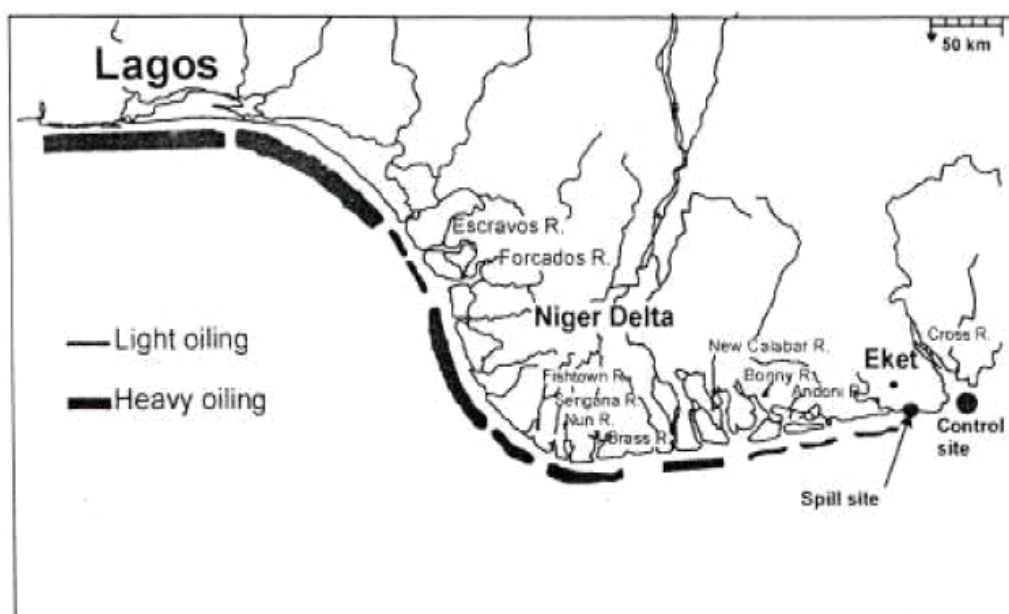 50 km
Lagos
Escravos R.
Forcados R.
Niger Delta
Light oiling
Heavy oiling
New Calabar R.
Cross R.
Eket
Bonny R.
Fishtown R.
Andoni R.
Sengana R.
Nun R.
Brass R.
Control
site
Spill site